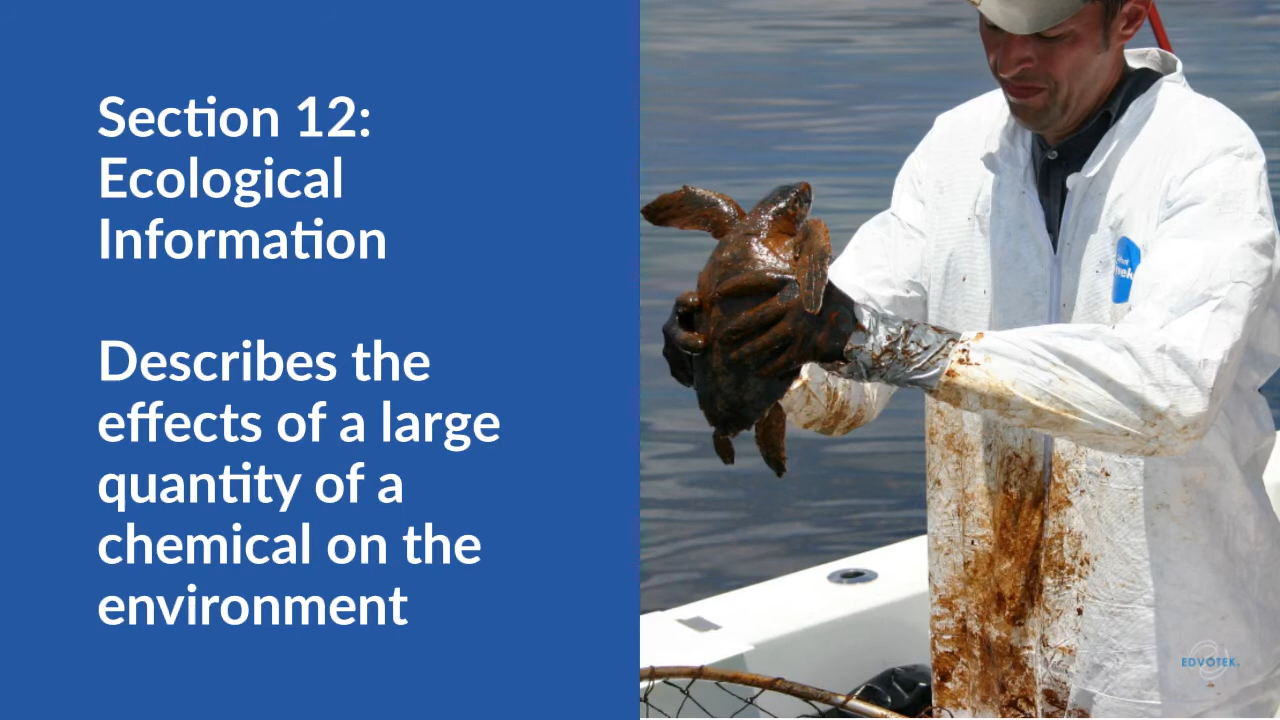 Section 12:
Ecological
Information
Describes the
effects of a large
quantity of a
chemical on the
environment
EDVOTEK